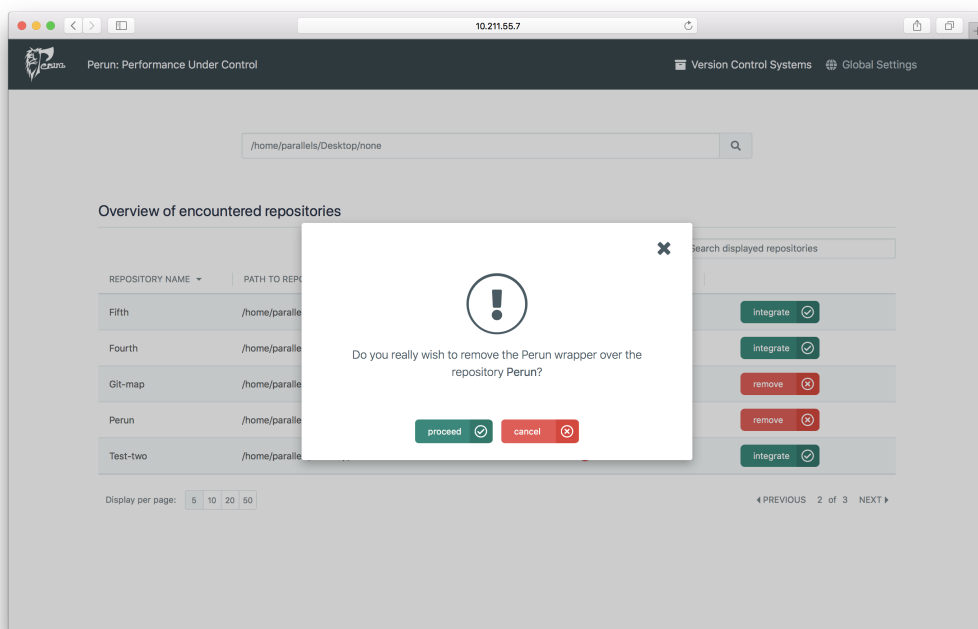 10.211.55.7
Perun
Perun: Performance Under Control
Version Control Systems
Global Settings
/home/parallels/Desktop/none
Overview of encountered repositories
Search displayed repositories
REPOSITORY NAME
PATH TO REPO
Fifth
/home/paralle
integrate
Fourth
/home/paralle
integrate
Git-map
/home/paralle
remove
Perun
/home/paralle
remove
Test-two
/home/paralle
integrate
Do you really wish to remove the Perun wrapper over the
repository Perun?
proceed
cancel
Display per page: 5 10 20 50
PREVIOUS 2 of 3 NEXT